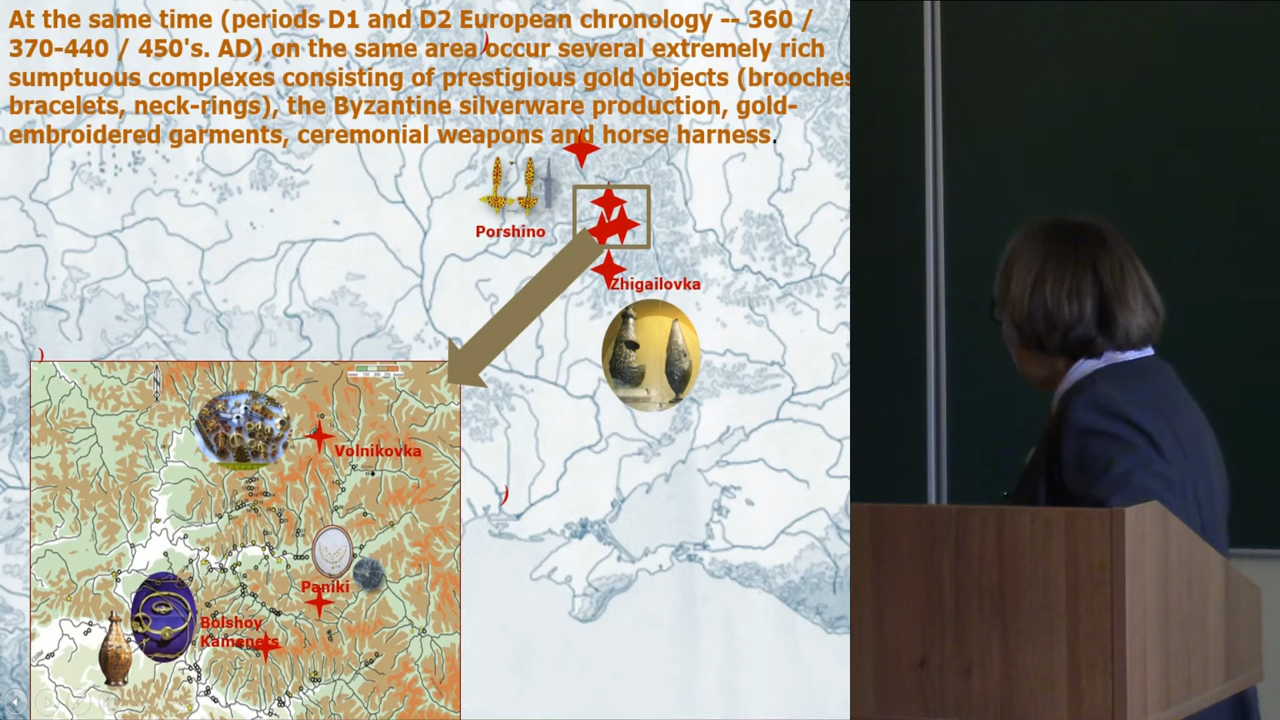 At the same time (periods D1 and D2 European chronology -- 360 /
370-440 / 450's. AD) on the same area occur several extremely rich
sumptuous complexes consisting of prestigious gold objects (brooches
bracelets, neck-rings), the Byzantine silverware production, gold-
embroidered garments, ceremonial weapons and horse harness.
Porshino
Zhigailovka
Volnikovka
Paniki
Bolshoy
Kamenets